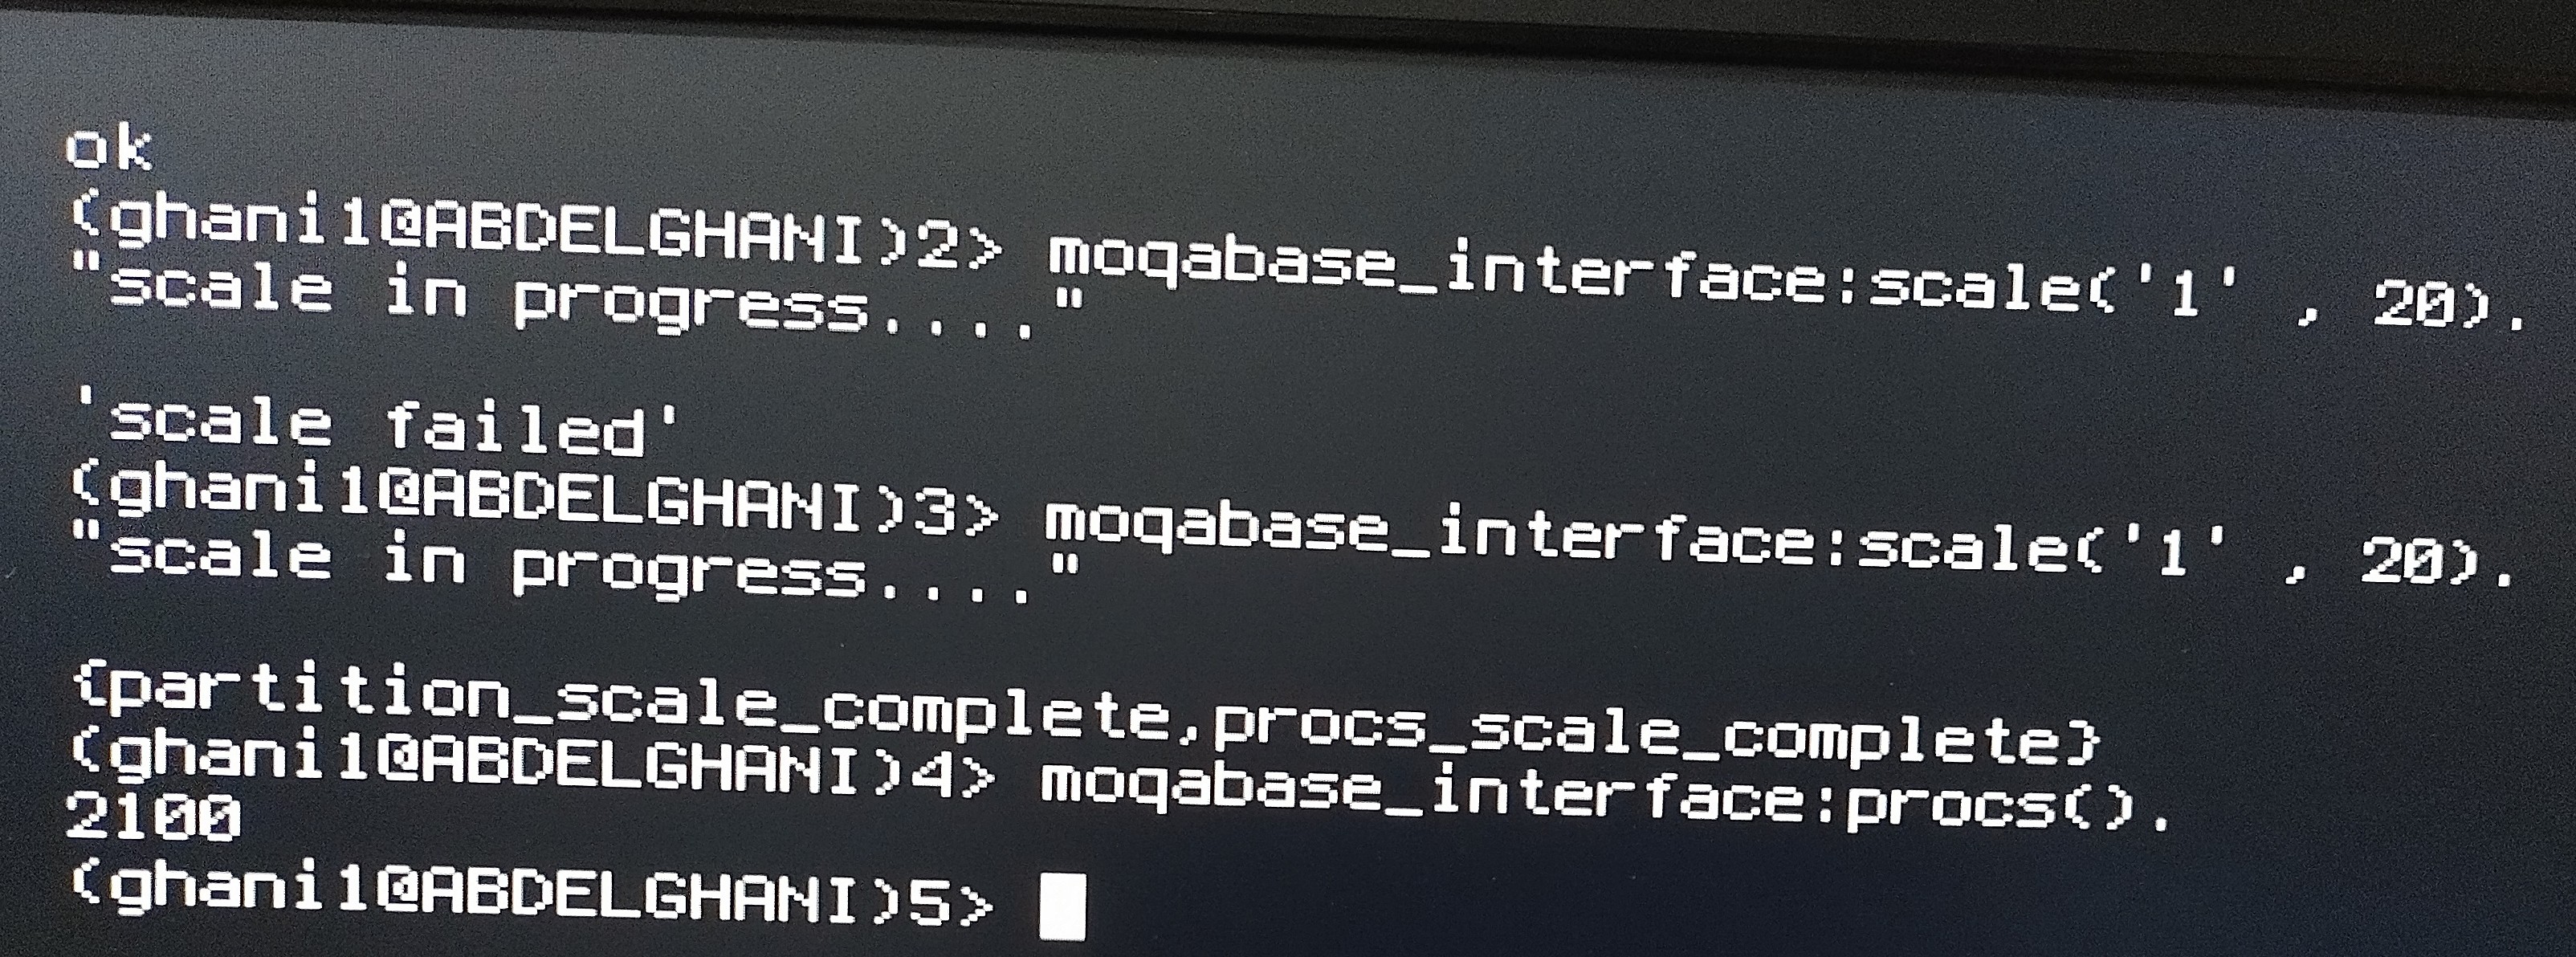 ok
(ghani1@ABDELGHANI)2> moqabase_interface:scale('1' , 20).
"scale in progress...."
'scale failed'
(ghani1@ABDELGHANI)3> moqabase_interface:scale('1' , 20).
"scale in progress...."
{partition_scale_complete,procs_scale_complete}
(ghani1@ABDELGHANI)4> moqabase_interface:procs().
2100
(ghani1@ABDELGHANI)5>